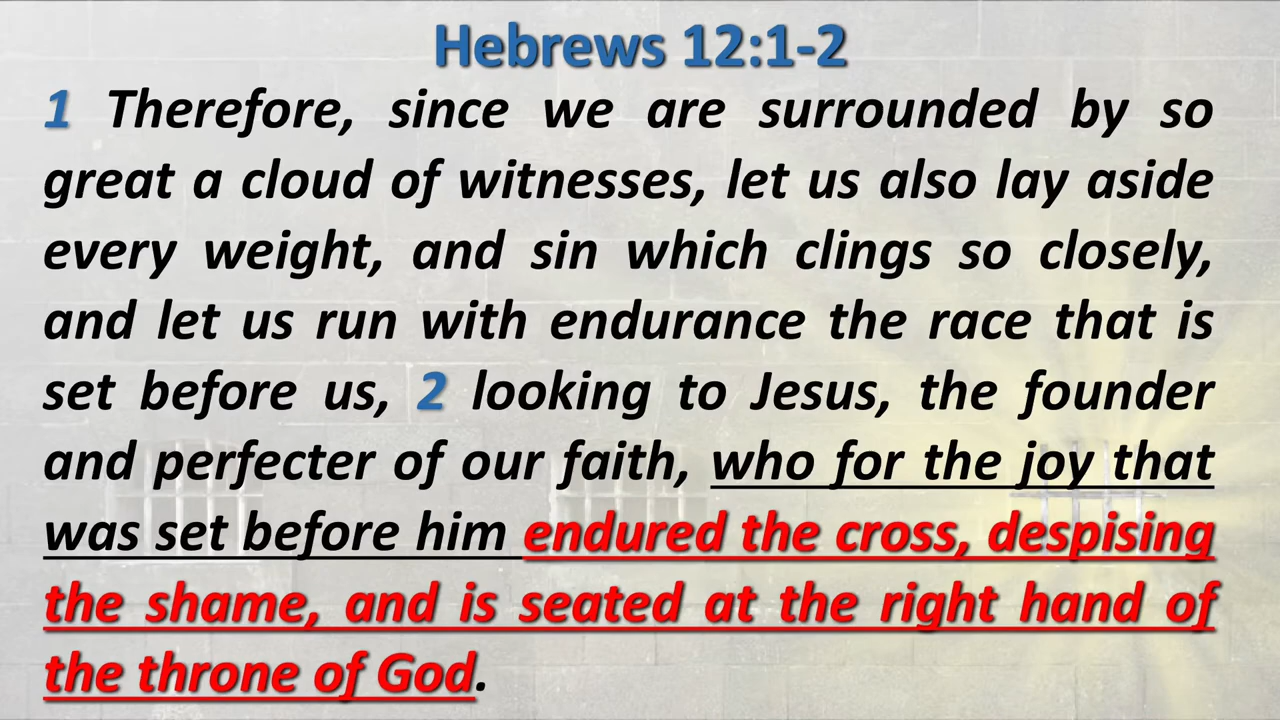 Hebrews 12:1-2
1 Therefore, since we are surrounded by so
great a cloud of witnesses, let us also lay aside
every weight, and sin which clings so closely,
and let us run with endurance the race that is
set before us, 2 looking to Jesus, the founder
and perfecter of our faith, who for the joy that
was set before him endured the cross, despising
the shame, and is seated at the right hand of
the throne of God.